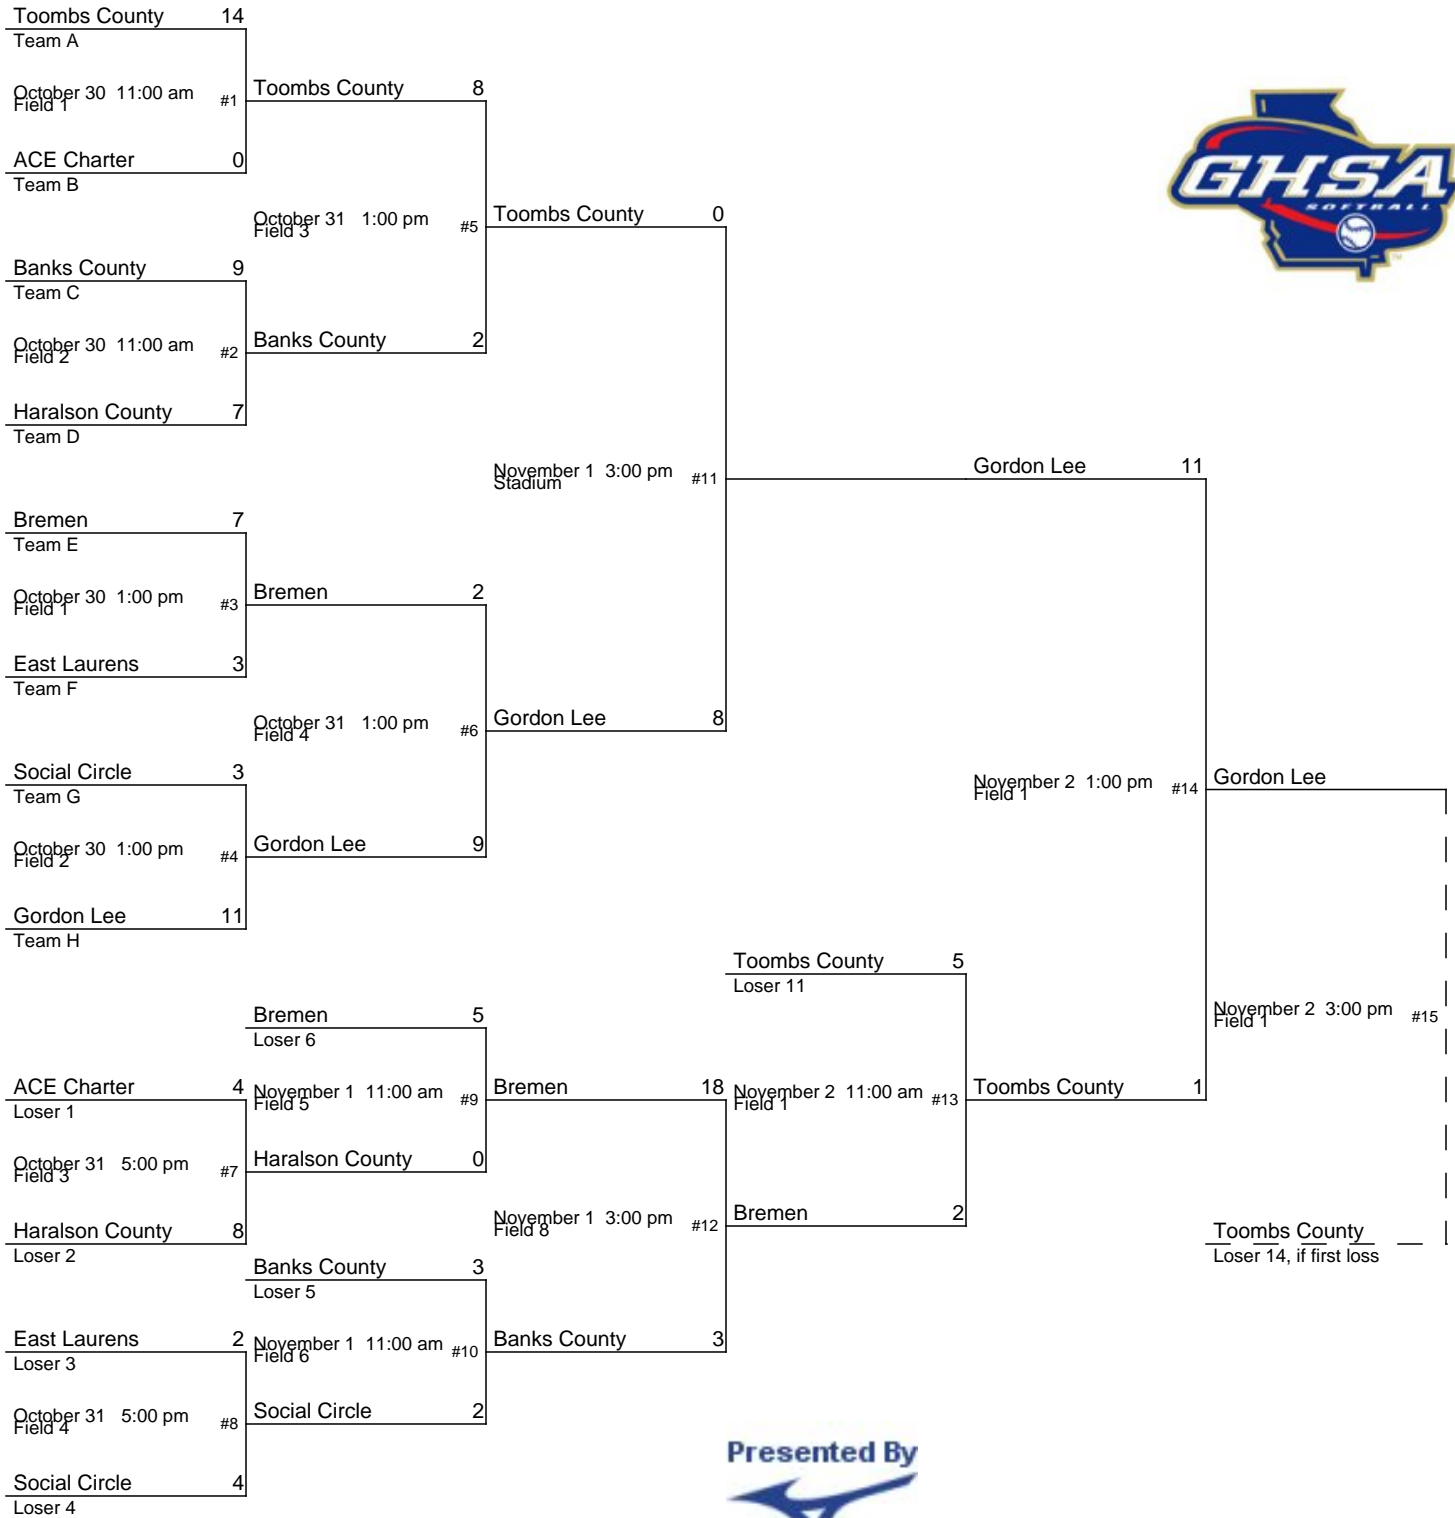 Toombs County 14
Team A
October 30 11:00 am
Field 1
#1
ACE Charter 0
Team B
Toombs County 8
October 31 1:00 pm
Field 3
#5
Banks County 9
Team C
October 30 11:00 am
Field 2
#2
Haralson County 7
Team D
Banks County 2
Toombs County 0
GHSA
SOFTBALL
TM
November 1 3:00 pm
Stadium
#11
Gordon Lee 11
Bremen 7
Team E
October 30 1:00 pm
Field 1
#3
East Laurens 3
Team F
Bremen 2
October 31 1:00 pm
Field 4
#6
Gordon Lee 8
Social Circle 3
Team G
October 30 1:00 pm
Field 2
#4
Gordon Lee 11
Team H
Gordon Lee 9
November 2 1:00 pm
Field 1
#14
Gordon Lee
Toombs County 5
Loser 11
Bremen 5
Loser 6
November 2 3:00 pm
Field 1
#15
ACE Charter 4
Loser 1
November 1 11:00 am
Field 5
#9
Bremen 18
November 2 11:00 am
Field 1
#13
Toombs County 1
October 31 5:00 pm
Field 3
#7
Haralson County 0
Haralson County 8
Loser 2
November 1 3:00 pm
Field 8
#12
Bremen 2
Toombs County
Loser 14, if first loss
Banks County 3
Loser 5
East Laurens 2
Loser 3
November 1 11:00 am
Field 6
#10
Banks County 3
October 31 5:00 pm
Field 4
#8
Social Circle 2
Social Circle 4
Loser 4
Presented By